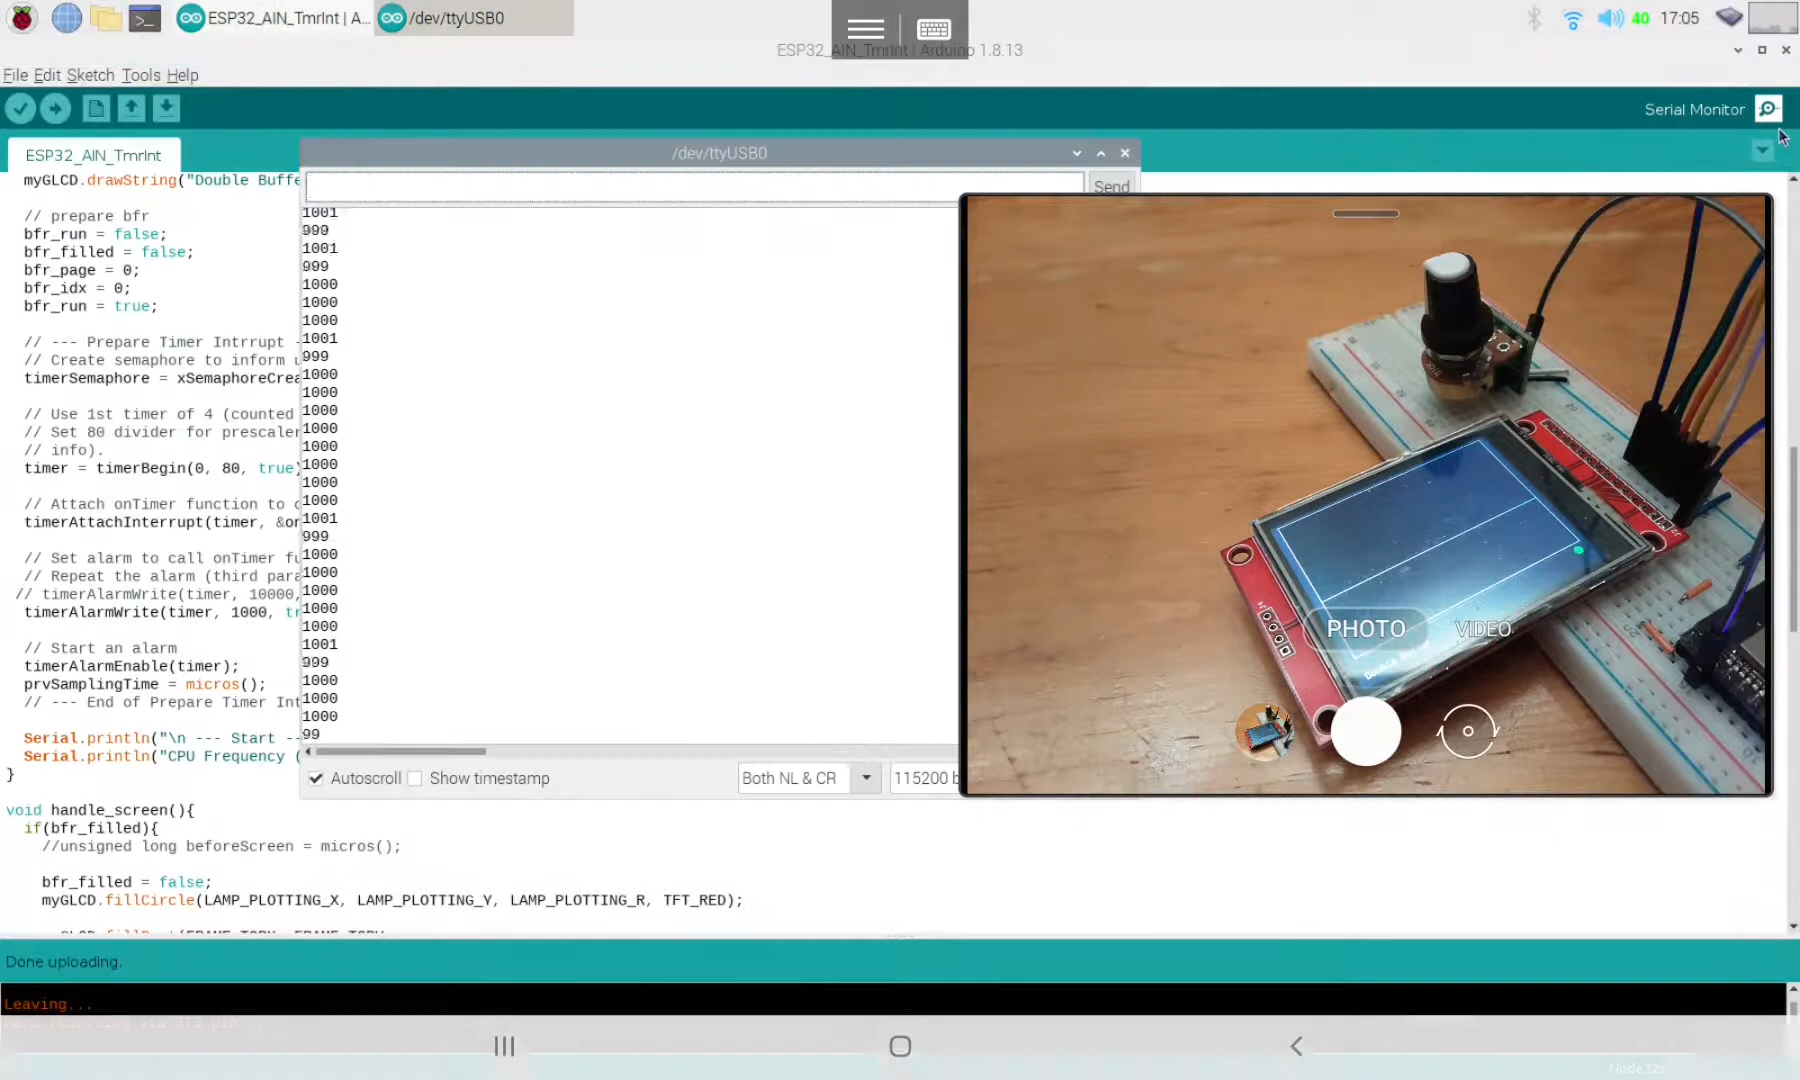 ESP32_AIN_TmrInt | A...
/dev/ttyUSB0
40
17:05
ESP32_AIN_TmrInt | Arduino 1.8.13
File Edit Sketch Tools Help
Serial Monitor
ESP32_AIN_TmrInt
/dev/ttyUSB0
Send
myGLCD.drawString("Double Buffe
// prepare bfr
bfr_run = false;
bfr_filled = false;
bfr_page = 0;
bfr_idx = 0;
bfr_run = true;
// --- Prepare Timer Intrrupt -
// Create semaphore to inform u
timerSemaphore = xSemaphoreCrea
// Use 1st timer of 4 (counted
// Set 80 divider for prescaler
// info).
timer = timerBegin(0, 80, true)
// Attach onTimer function to o
timerAttachInterrupt(timer, &on
// Set alarm to call onTimer fu
// Repeat the alarm (third para
// timerAlarmWrite(timer, 10000,
timerAlarmWrite(timer, 1000, tr
// Start an alarm
timerAlarmEnable(timer);
prvSamplingTime = micros();
// --- End of Prepare Timer Int
Serial.println("\n --- Start --
Serial.println("CPU Frequency (
}
void handle_screen(){
if(bfr_filled){
//unsigned long beforeScreen = micros();
bfr_filled = false;
myGLCD.fillCircle(LAMP_PLOTTING_X, LAMP_PLOTTING_Y, LAMP_PLOTTING_R, TFT_RED);
1001
999
1001
999
1000
1000
1000
1001
999
1000
1000
1000
1000
1000
1000
1000
1000
1001
999
1000
1000
1000
1000
1000
1001
999
1000
1000
1000
99
Autoscroll
Show timestamp
Both NL & CR
115200 b
PHOTO
VIDEO
Done uploading.
Leaving...
Hard resetting via RTS pin...
Node32s